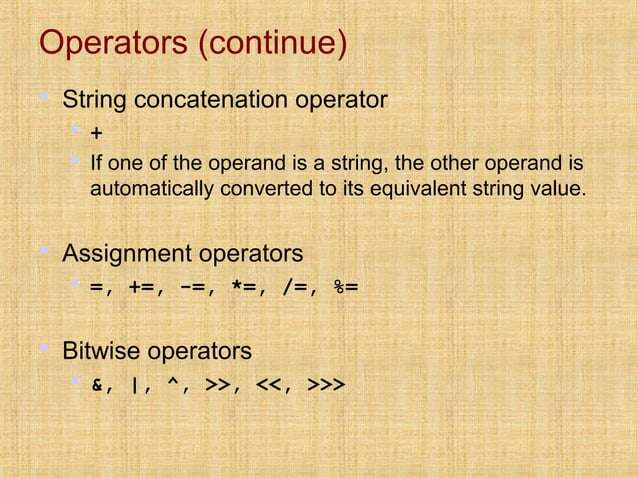 Operators (continue)
String concatenation operator
+
If one of the operand is a string, the other operand is
automatically converted to its equivalent string value.
Assignment operators
=, +=, -=, *=, /=, %=
Bitwise operators
&, |, ^, >>, <<, >>>